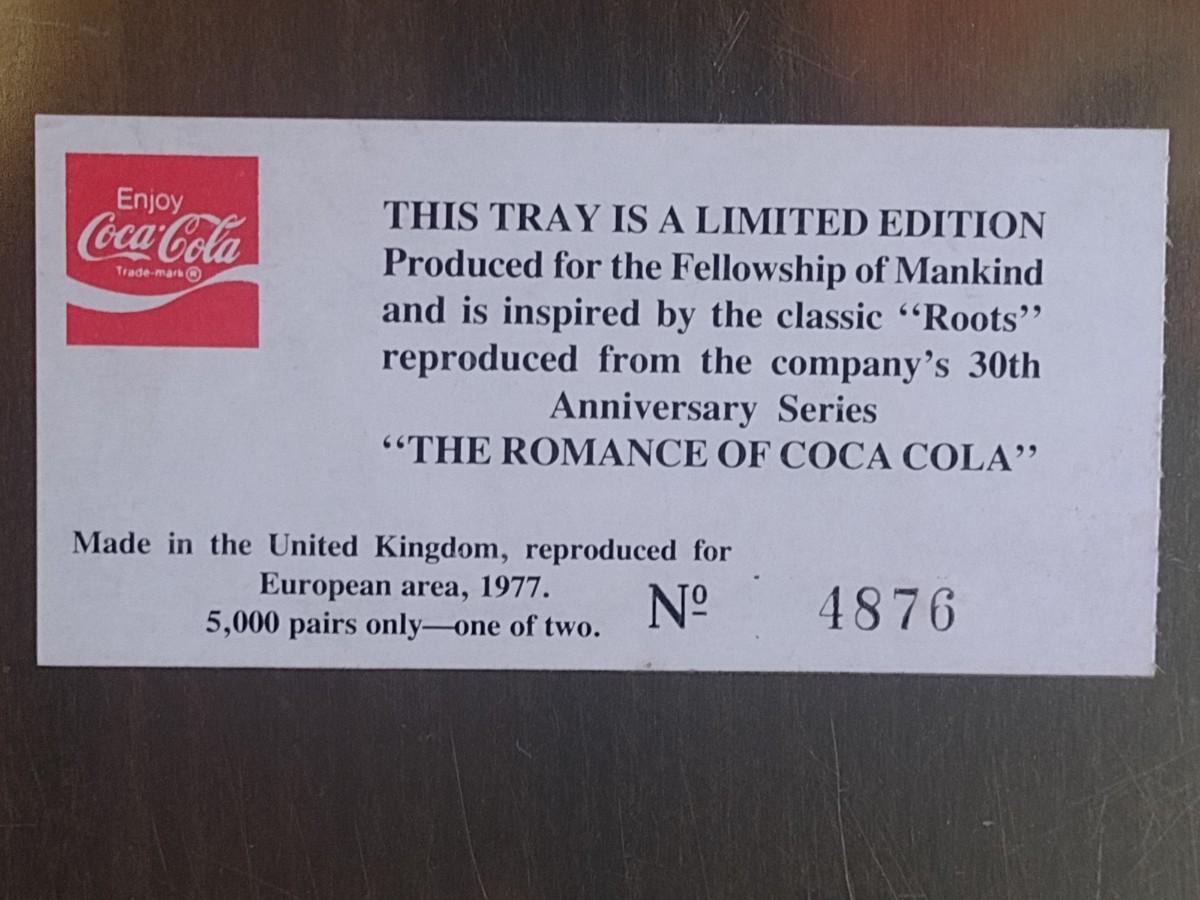 Enjoy
Coca-Cola
Trade-mark ®
THIS TRAY IS A LIMITED EDITION
Produced for the Fellowship of Mankind
and is inspired by the classic “Roots”
reproduced from the company’s 30th
Anniversary Series
“THE ROMANCE OF COCA COLA”
Made in the United Kingdom, reproduced for
European area, 1977.
5,000 pairs only—one of two.
Nº 4876